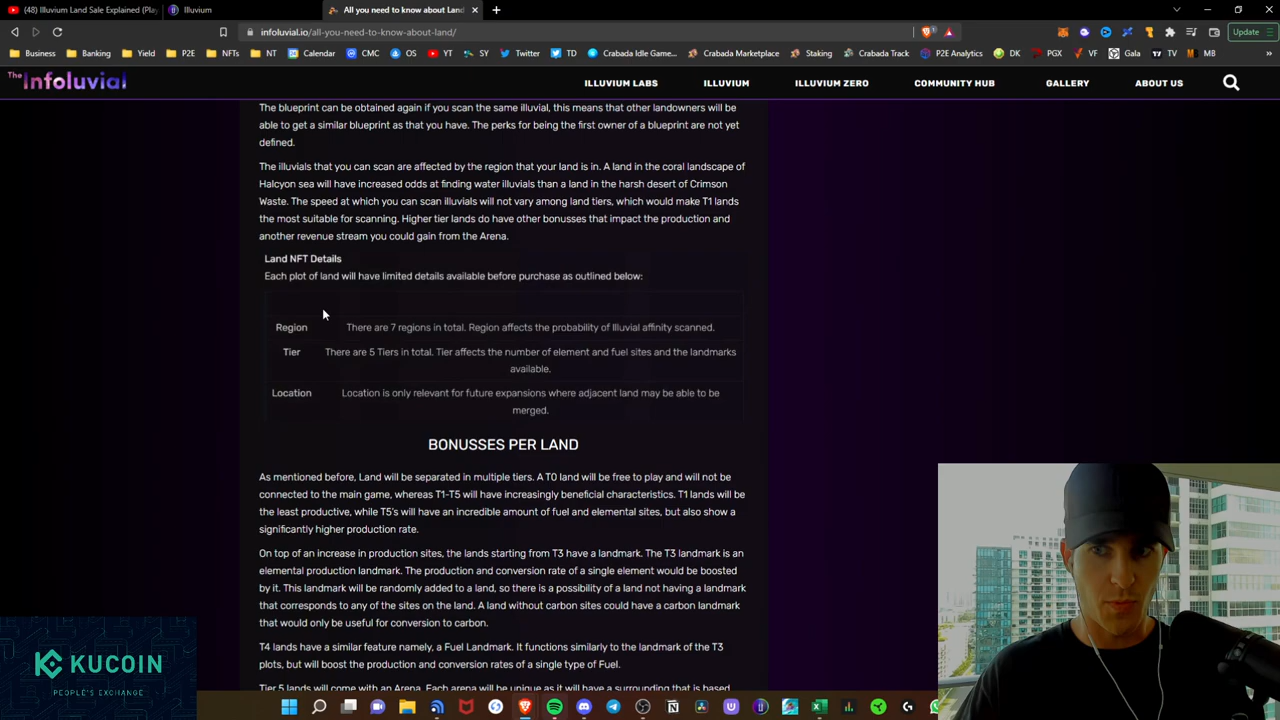 (48) Illuvium Land Sale Explained (Pla
Illuvium
All you need to know about Land
infoluvial.io/all-you-need-to-know-about-land/
Update
Business
Banking
Yield
P2E
NFTs
NT
Calendar
CMC
OS
YT
SY
Twitter
TD
Crabada Idle Game...
Crabada Marketplace
Staking
Crabada Track
P2E Analytics
DK
PGX
VF
Gala
TV
MB
The Infoluvial
ILLUVIUM LABS
ILLUVIUM
ILLUVIUM ZERO
COMMUNITY HUB
GALLERY
ABOUT US
The blueprint can be obtained again if you scan the same illuvial, this means that other landowners will be
able to get a similar blueprint as that you have. The perks for being the first owner of a blueprint are not yet
defined.
The illuvials that you can scan are affected by the region that your land is in. A land in the coral landscape of
Halcyon sea will have increased odds at finding water illuvials than a land in the harsh desert of Crimson
Waste. The speed at which you can scan illuvials will not vary among land tiers, which would make T1 lands
the most suitable for scanning. Higher tier lands do have other bonuses that impact the production and
another revenue stream you could gain from the Arena.
Land NFT Details
Each plot of land will have limited details available before purchase as outlined below:
Region There are 7 regions in total. Region affects the probability of Illuvial affinity scanned.
Tier There are 5 Tiers in total. Tier affects the number of element and fuel sites and the landmarks
available.
Location Location is only relevant for future expansions where adjacent land may be able to be
merged.
BONUSSES PER LAND
As mentioned before, Land will be separated in multiple tiers. A T0 land will be free to play and will not be
connected to the main game, whereas T1-T5 will have increasingly beneficial characteristics. T1 lands will be
the least productive, while T5's will have an incredible amount of fuel and elemental sites, but also show a
significantly higher production rate.
On top of an increase in production sites, the lands starting from T3 have a landmark. The T3 landmark is an
elemental production landmark. The production and conversion rate of a single element would be boosted
by it. This landmark will be randomly added to a land, so there is a possibility of a land not having a landmark
that corresponds to any of the sites on the land. A land without carbon sites could have a carbon landmark
that would only be useful for conversion to carbon.
T4 lands have a similar feature namely, a Fuel Landmark. It functions similarly to the landmark of the T3
plots, but will boost the production and conversion rates of a single type of Fuel.
Tier 5 lands will come with an Arena. Each arena will be unique as it will have a surrounding that is based
KUCOIN
PEOPLE'S EXCHANGE